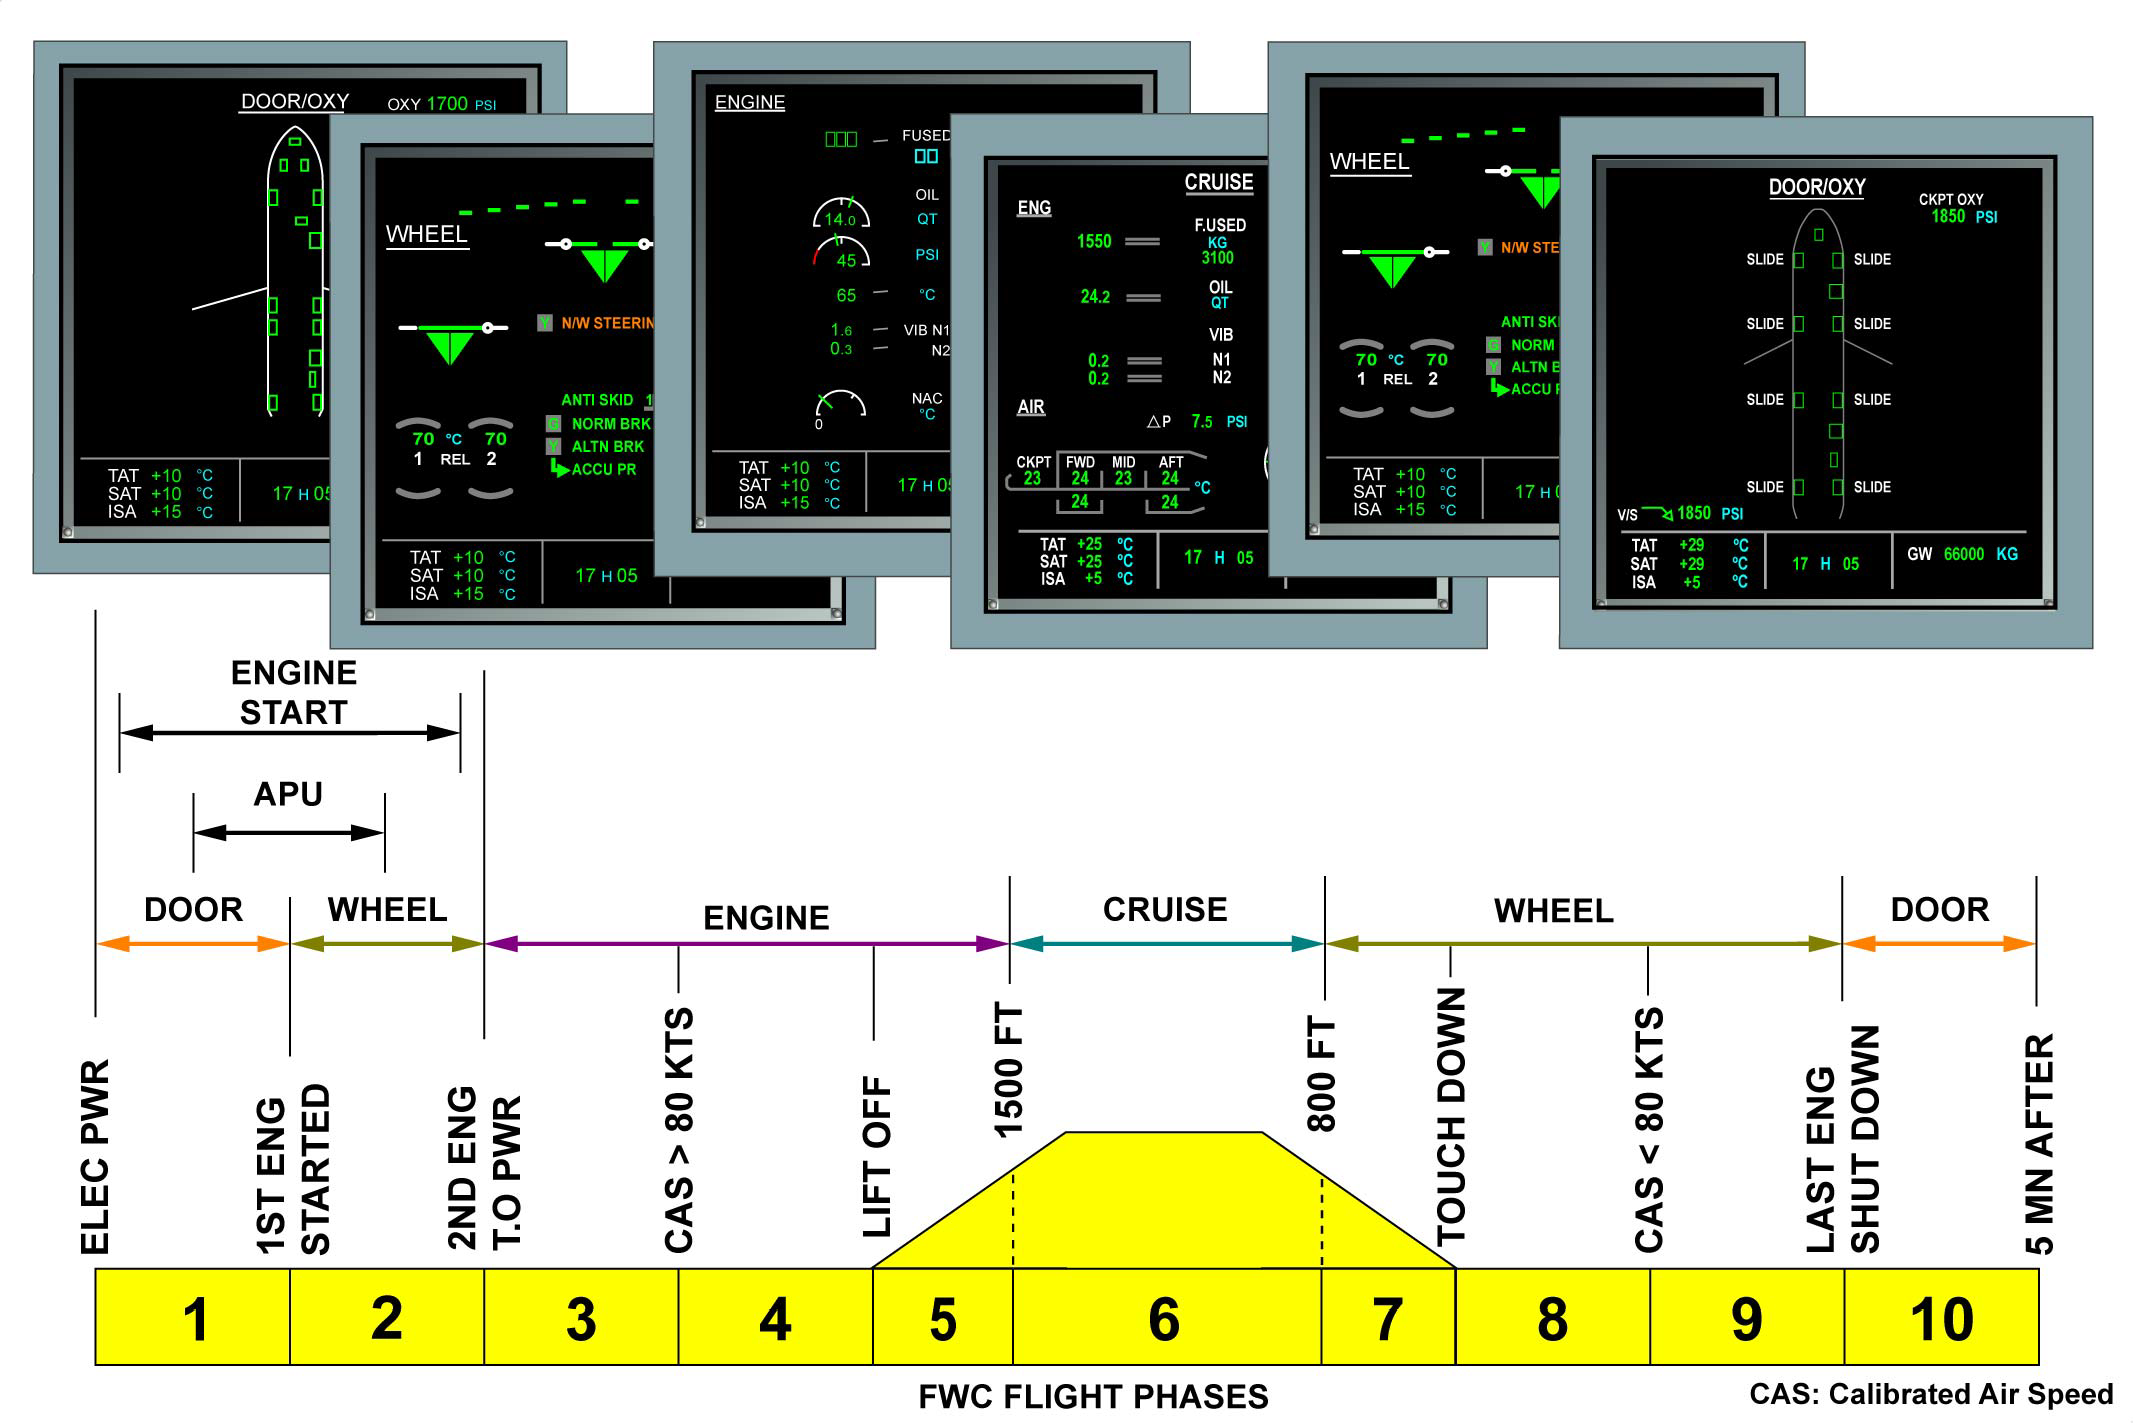 DOOR/OXY OXY 1700 PSI
TAT +10 °C
SAT +10 °C 17 H 05
ISA +15 °C
WHEEL
Y N/W STEERIN
ANTI SKID 1
70 °C 70 G NORM BRK
1 REL 2 Y ALTN BRK
ACCU PR
TAT +10 °C
SAT +10 °C 17 H 05
ISA +15 °C
ENGINE
FUSED
OIL
14.0 QT
45 PSI
65 °C
1.6 VIB N1
0.3 N2
NAC
°C
0
TAT +10 °C
SAT +10 °C 17 H 05
ISA +15 °C
CRUISE
ENG
F.USED
1550 KG
3100
OIL
24.2 QT
VIB
0.2 N1
0.2 N2
AIR
△P 7.5 PSI
CKPT FWD MID AFT
23 24 23 24 °C
24 24
TAT +25 °C
SAT +25 °C 17 H 05
ISA +5 °C
WHEEL
Y N/W STE
ANTI SKI
70 °C 70 G NORM
1 REL 2 Y ALTN B
ACCU P
TAT +10 °C
SAT +10 °C 17 H 0
ISA +15 °C
DOOR/OXY
CKPT OXY
1850 PSI
SLIDE SLIDE
SLIDE SLIDE
SLIDE SLIDE
SLIDE SLIDE
V/S 1850 PSI
TAT +29 °C
SAT +29 °C 17 H 05 GW 66000 KG
ISA +5 °C
ENGINE
START
APU
DOOR WHEEL ENGINE CRUISE WHEEL DOOR
ELEC PWR
1ST ENG
STARTED
2ND ENG
T.O PWR
CAS > 80 KTS
LIFT OFF
1500 FT
800 FT
TOUCH DOWN
CAS < 80 KTS
LAST ENG
SHUT DOWN
5 MN AFTER
1 2 3 4 5 6 7 8 9 10
FWC FLIGHT PHASES
CAS: Calibrated Air Speed